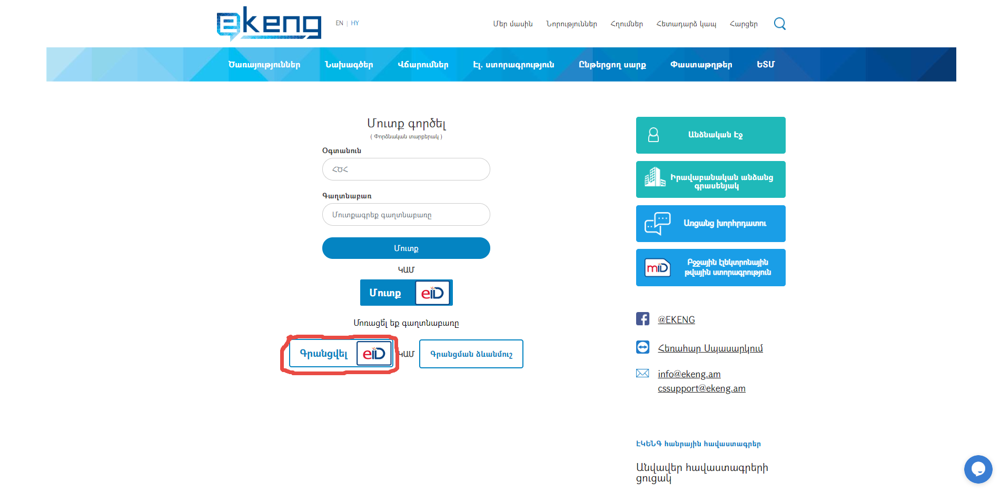 ekeng
EN | HY
Մեր մասին Նորություններ Հղումներ Հետադարձ կապ Հարցեր
Ծառայություններ Նախագծեր Վճարումներ Էլ. ստորագրություն Ընթերցող սարք Փաստաթղթեր ԵՏՄ
Մուտք գործել
( Փորձնական տարբերակ )
Օգտանուն
ՀԾՀ
Գաղտնաբառ
Մուտքագրեք գաղտնաբառը
Մուտք
ԿԱՄ
Մուտք eiD
Մոռացե՞լ եք գաղտնաբառը
Գրանցվել eiD ԿԱՄ Գրանցման ձևանմուշ
Անձնական Էջ
Իրավաբանական անձանց
գրասենյակ
Առցանց խորհրդատու
miD Բջջային էլեկտրոնային
թվային ստորագրություն
@EKENG
Հեռահար Սպասարկում
info@ekeng.am
cssupport@ekeng.am
ԷԿԵՆԳ հանրային հավաստագրեր
Անվավեր հավաստագրերի
ցուցակ